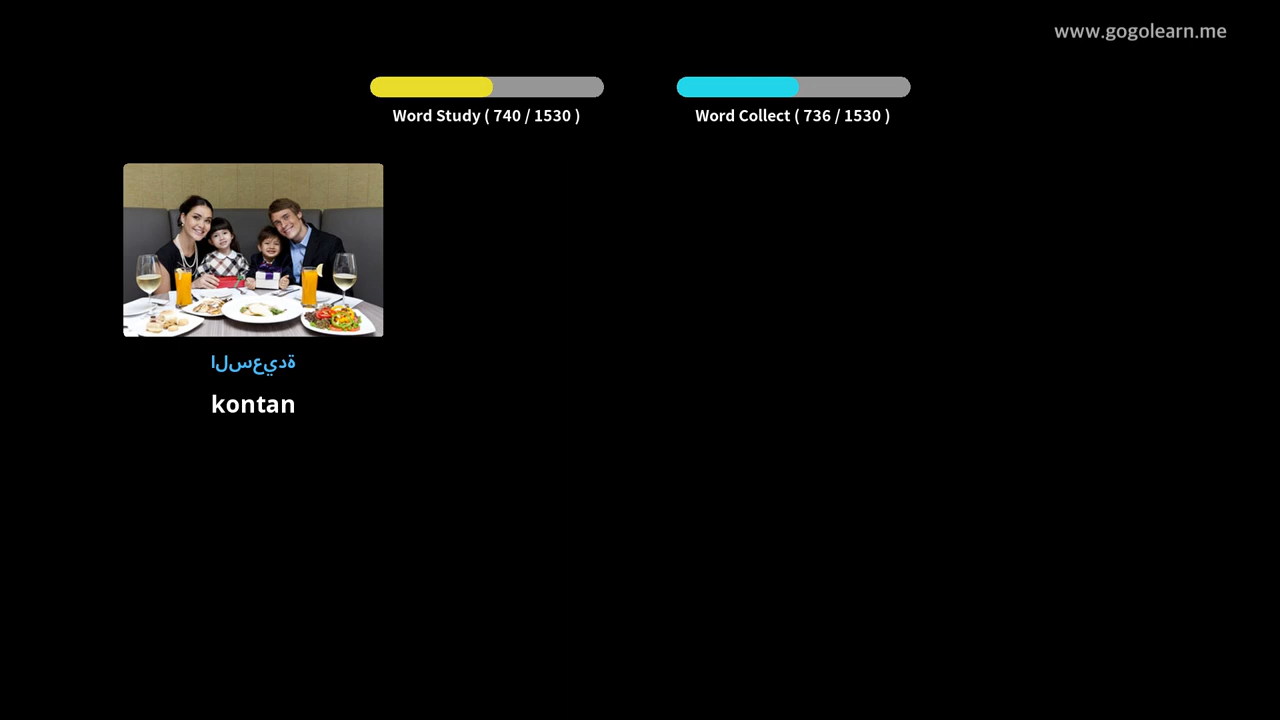 www.gogolearn.me
Word Study ( 740 / 1530 )
Word Collect ( 736 / 1530 )
السعيدة
kontan